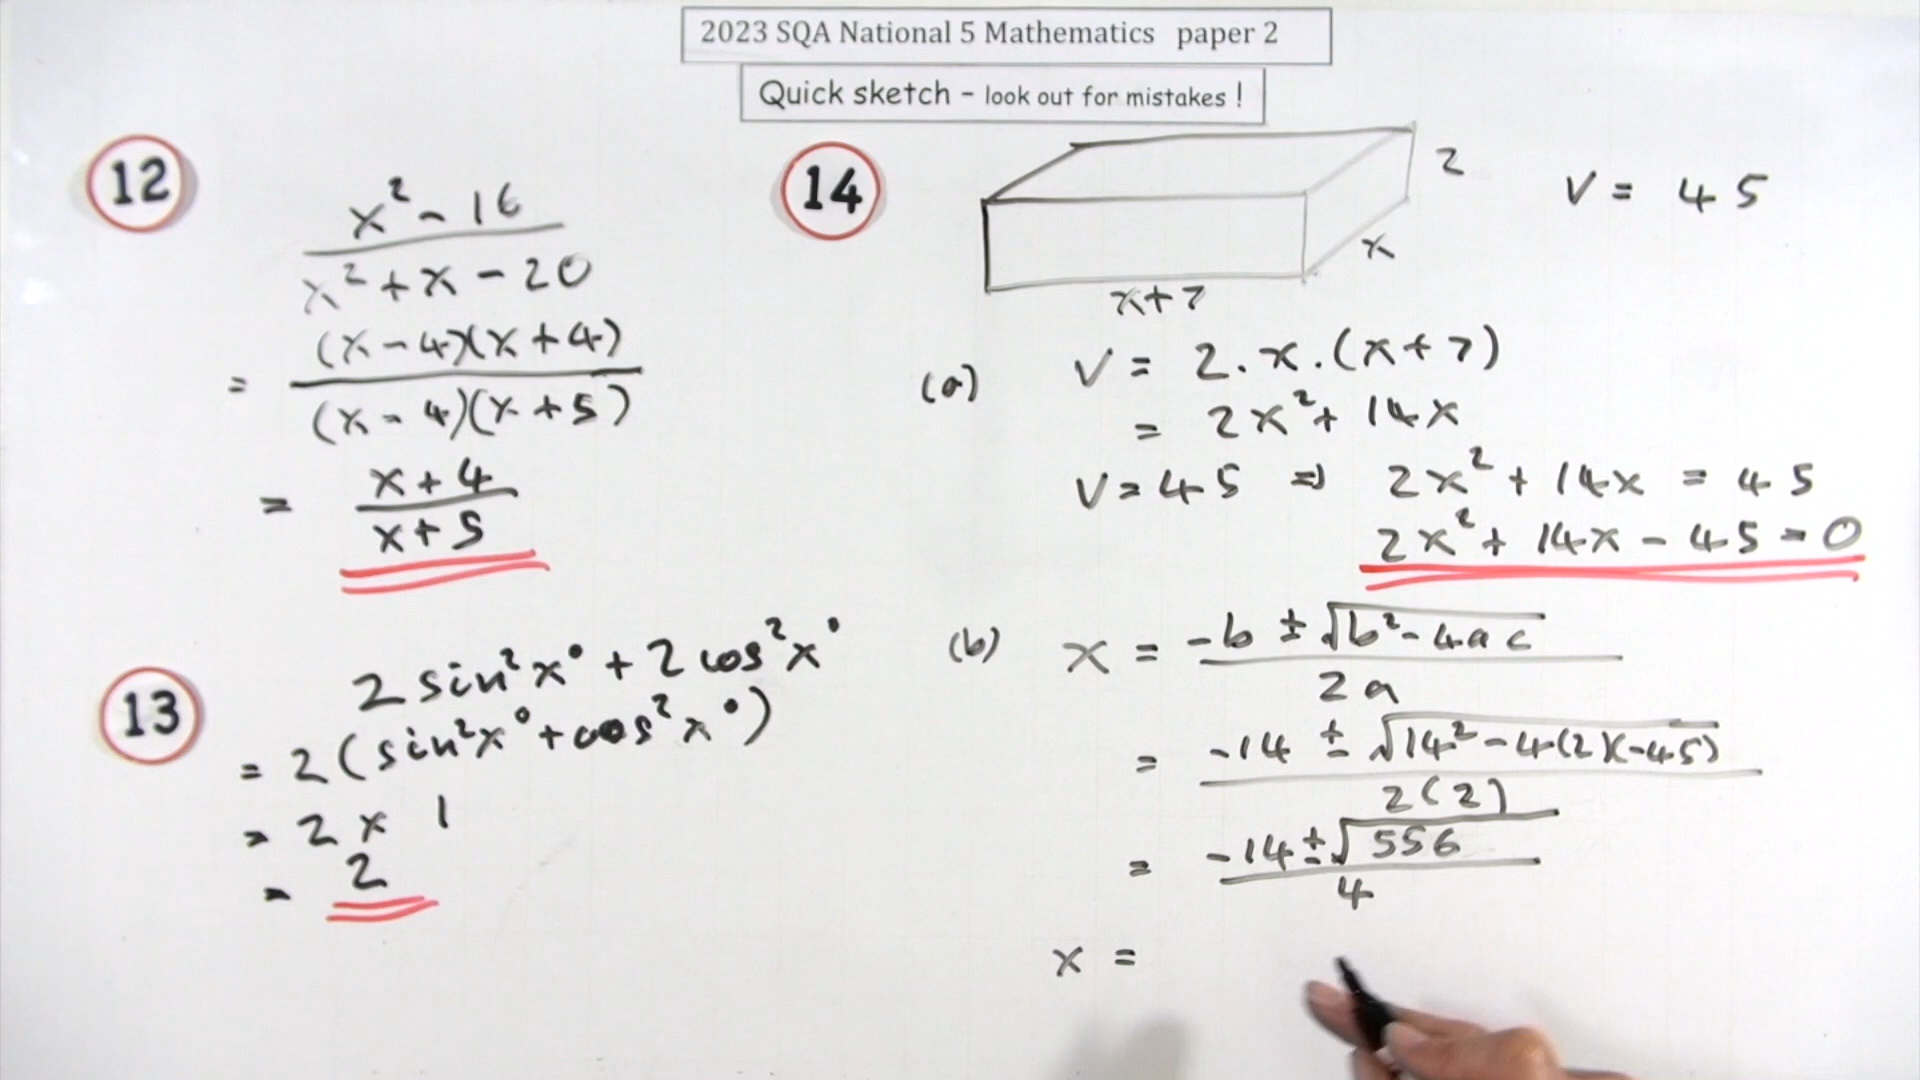 2023 SQA National 5 Mathematics paper 2
Quick sketch - look out for mistakes !
12
x² - 16
x² + x - 20
= (x - 4)(x + 4)
(x - 4)(x + 5)
= x + 4
x + 5
13
2 sin²x° + 2 cos²x°
= 2 (sin²x° + cos²x°)
= 2 x 1
= 2
14
2
V = 45
x
x+7
(a) V = 2 . x . (x + 7)
= 2x² + 14x
V = 45 ⇒ 2x² + 14x = 45
2x² + 14x - 45 = 0
(b) x = -b ± √b² - 4ac
2a
= -14 ± √14² - 4(2)(-45)
2(2)
= -14 ± √556
4
x =